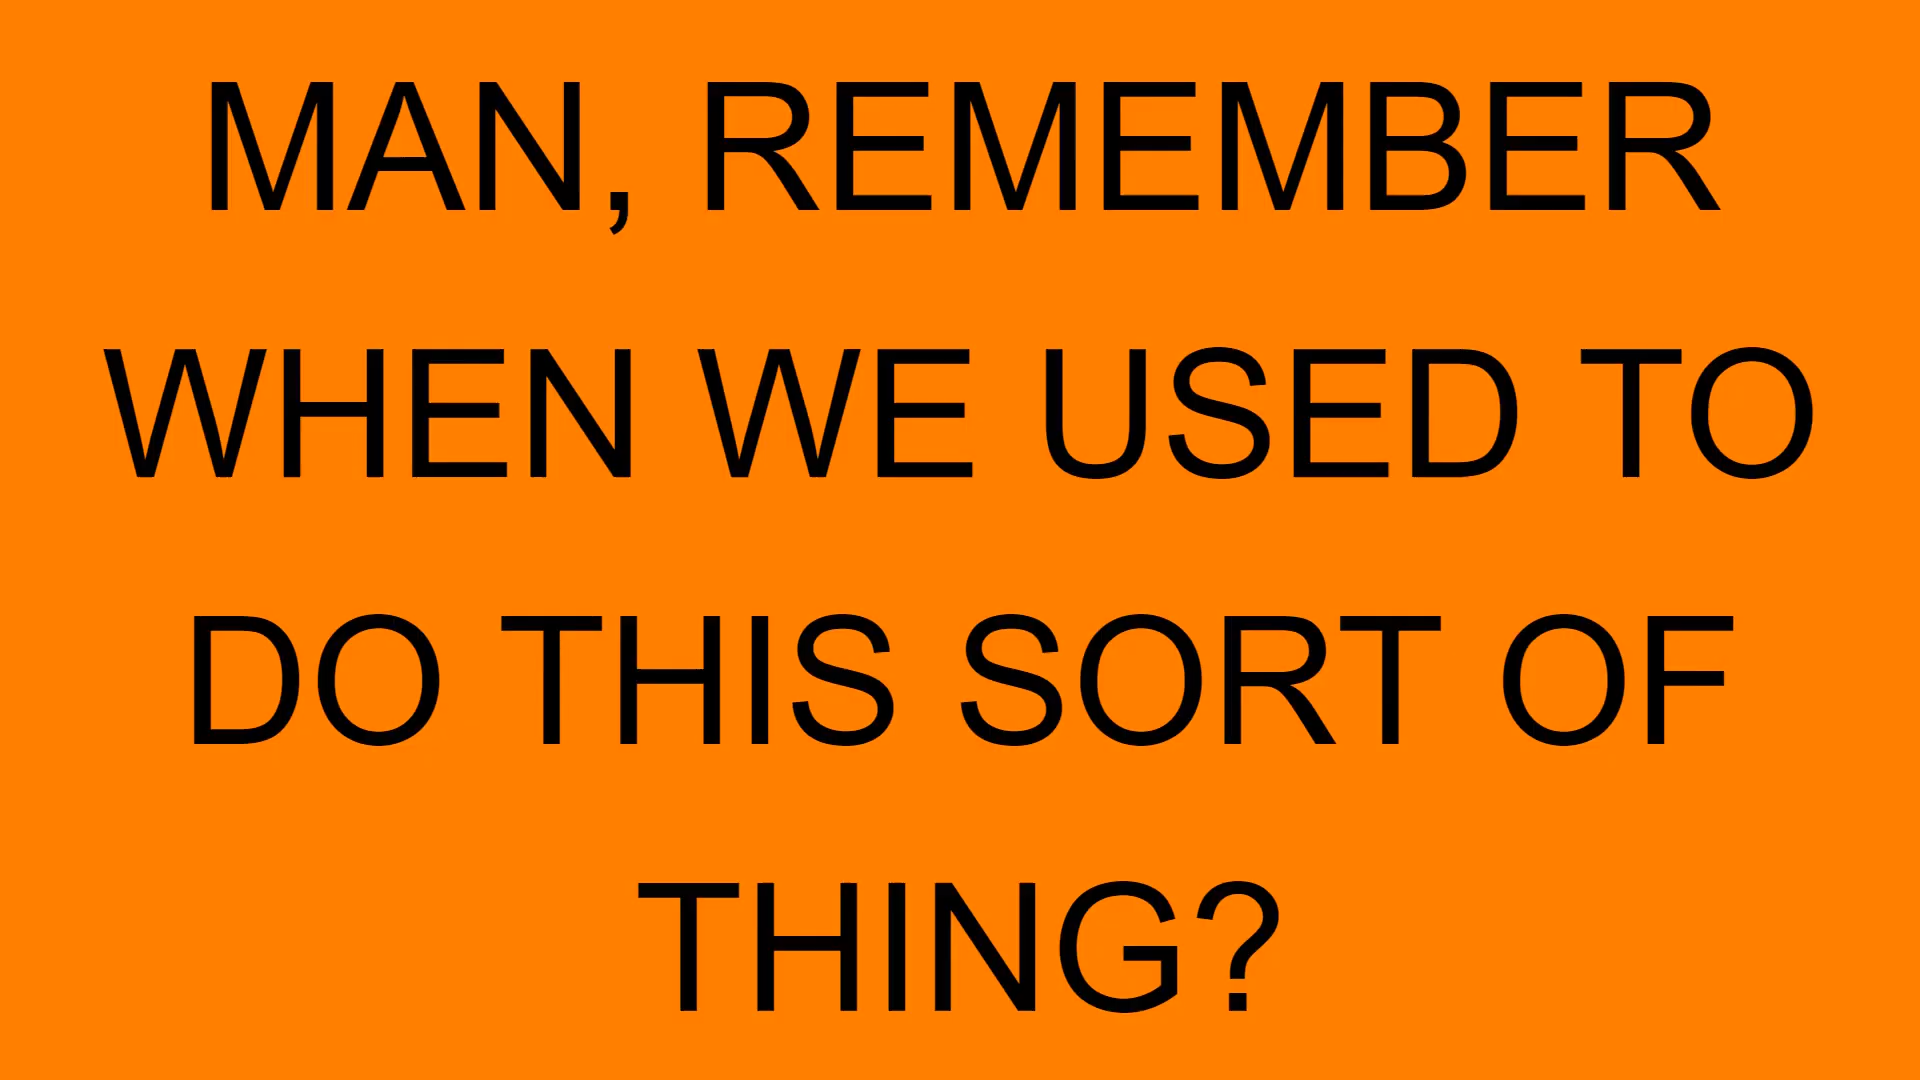 MAN, REMEMBER
WHEN WE USED TO
DO THIS SORT OF
THING?